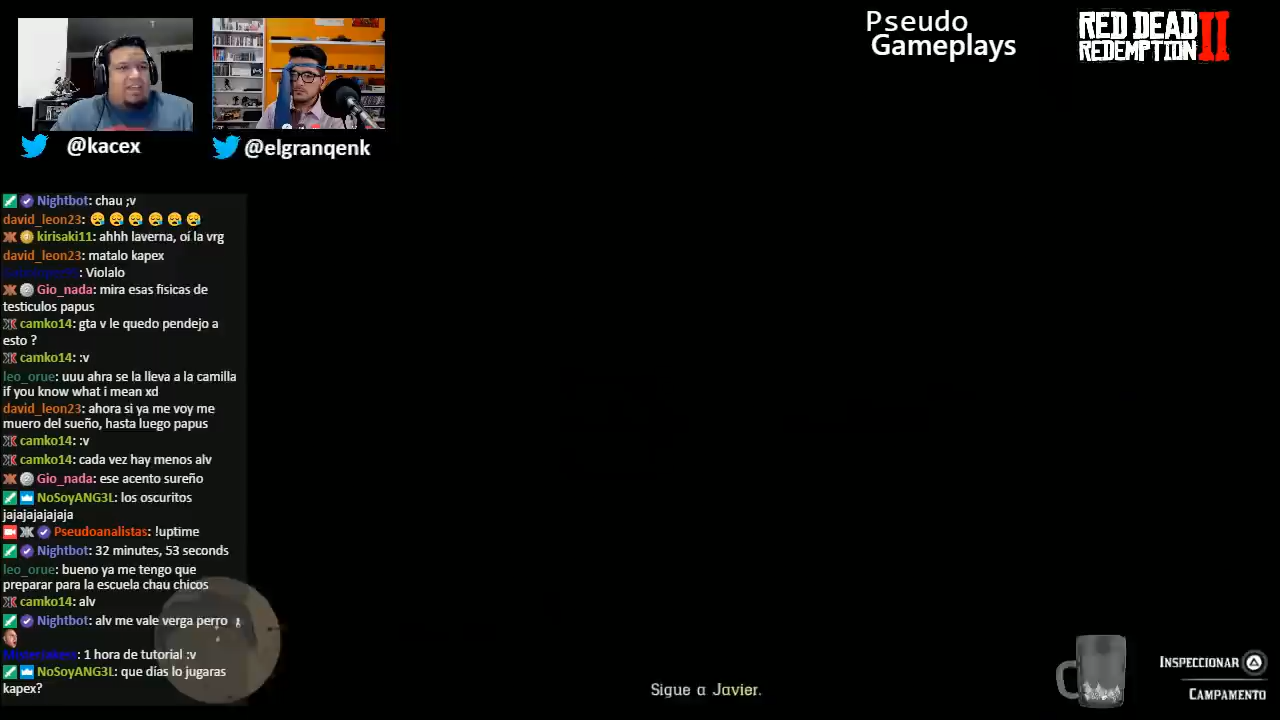 Pseudo
Gameplays
RED DEAD
REDEMPTION II
@kacex
@elgranqenk
Nightbot: chau ;v
david_leon23: 😪 😪 😪 😪 😪 😪
kirisaki11: ahhh laverna, oí la vrg
david_leon23: matalo kapex
: Violalo
Gio_nada: mira esas fisicas de
testiculos papus
camko14: gta v le quedo pendejo a
esto ?
camko14: :v
leo_orue: uuu ahra se la lleva a la camilla
if you know what i mean xd
david_leon23: ahora si ya me voy me
muero del sueño, hasta luego papus
camko14: :v
camko14: cada vez hay menos alv
Gio_nada: ese acento sureño
NoSoyANG3L: los oscuritos
jajajajajajaja
Pseudoanalistas: !uptime
Nightbot: 32 minutes, 53 seconds
leo_orue: bueno ya me tengo que
preparar para la escuela chau chicos
camko14: alv
Nightbot: alv me vale verga perro
: 1 hora de tutorial :v
NoSoyANG3L: que días lo jugaras
kapex?
Sigue a Javier.
INSPECCIONAR
CAMPAMENTO